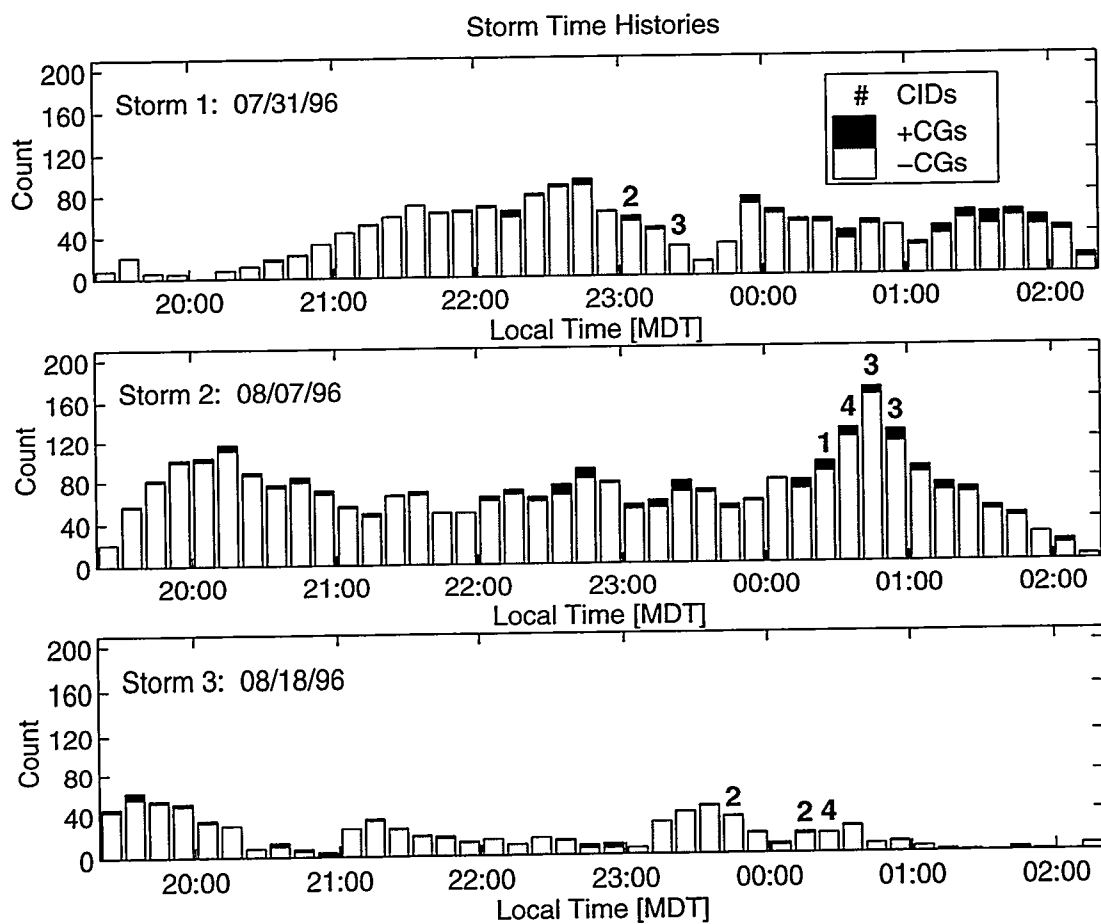 Storm Time Histories
200
160
120
80
40
0
Count
Storm 1: 07/31/96
# CIDs
+CGs
−CGs
2
3
20:00 21:00 22:00 23:00 00:00 01:00 02:00
Local Time [MDT]
200
160
120
80
40
0
Count
Storm 2: 08/07/96
1
4
3
3
20:00 21:00 22:00 23:00 00:00 01:00 02:00
Local Time [MDT]
200
160
120
80
40
0
Count
Storm 3: 08/18/96
2
2 4
20:00 21:00 22:00 23:00 00:00 01:00 02:00
Local Time [MDT]